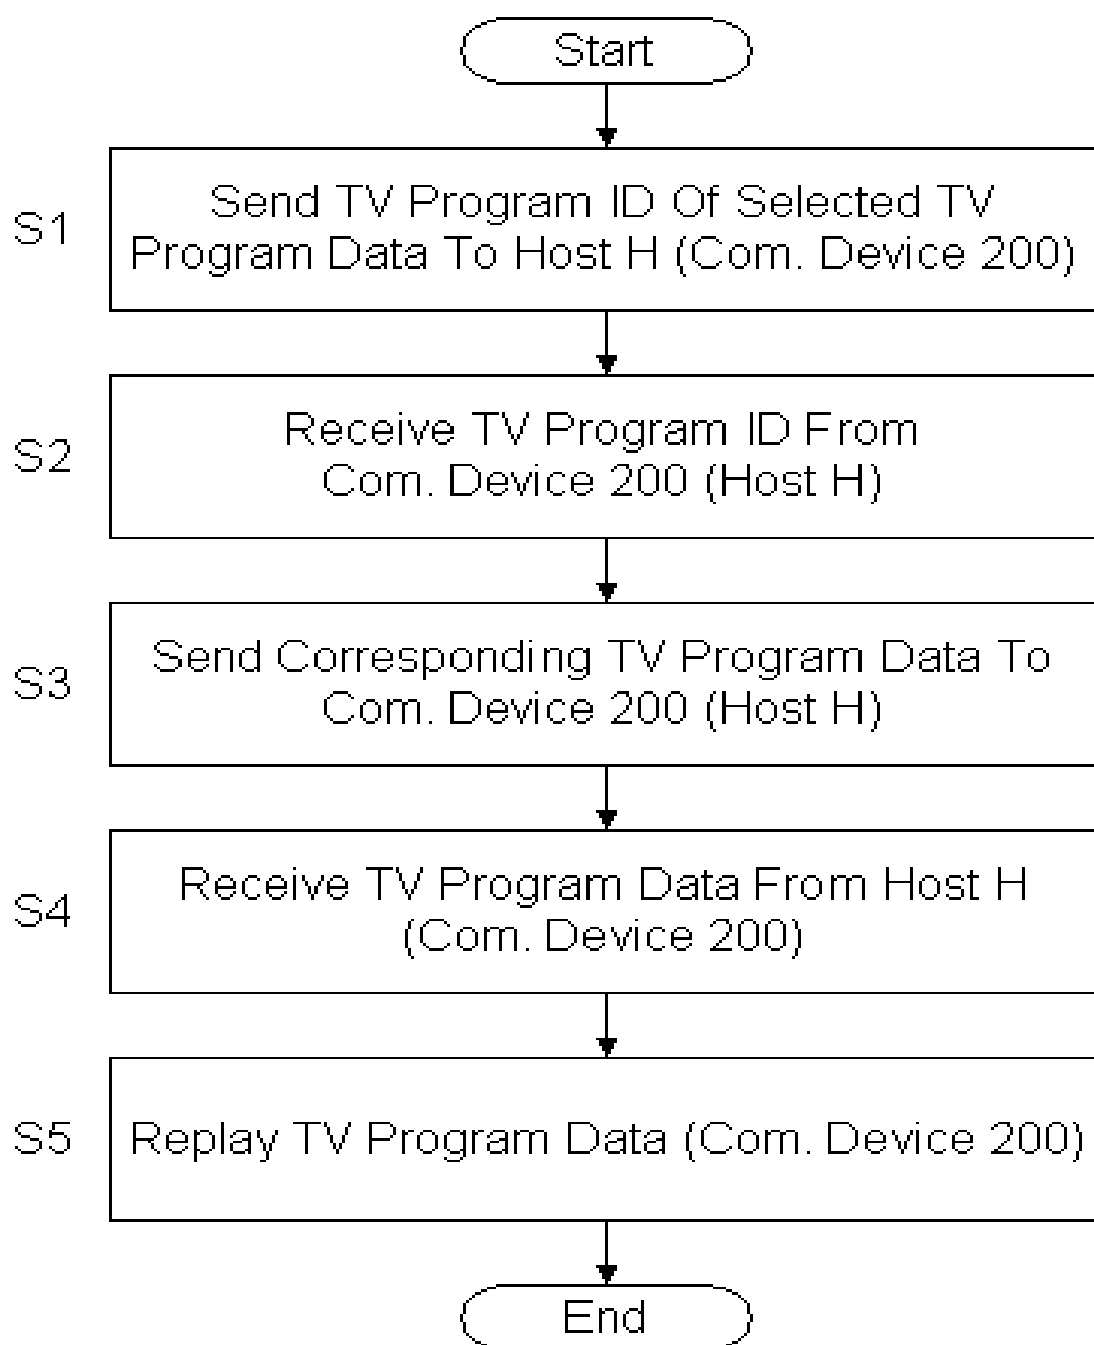 Start
S1
Send TV Program ID Of Selected TV
Program Data To Host H (Com. Device 200)
S2
Receive TV Program ID From
Com. Device 200 (Host H)
S3
Send Corresponding TV Program Data To
Com. Device 200 (Host H)
S4
Receive TV Program Data From Host H
(Com. Device 200)
S5
Replay TV Program Data (Com. Device 200)
End